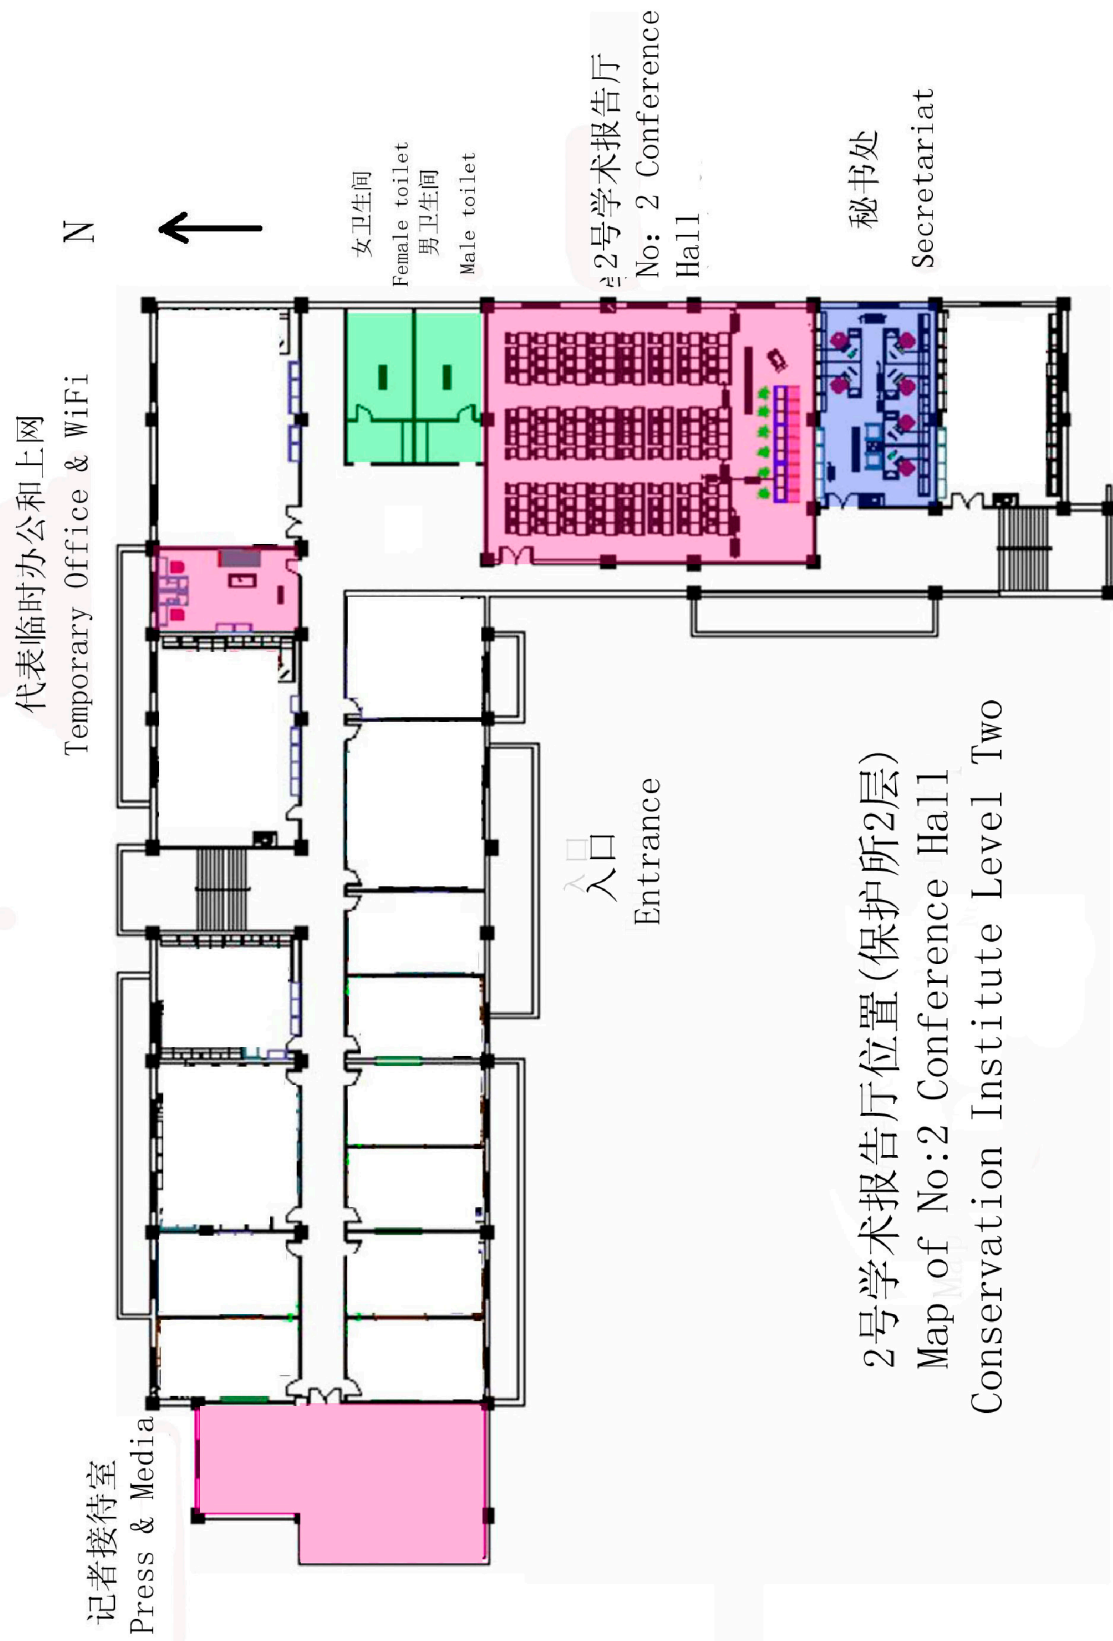 记者接待室
Press & Media
代表临时办公和上网
Temporary Office & WiFi
N
女卫生间
Female toilet
男卫生间
Male toilet
2号学术报告厅
No: 2 Conference
Hall
秘书处
Secretariat
入口
入口
Entrance
2号学术报告厅位置(保护所2层)
Map of No:2 Conference Hall
Conservation Institute Level Two